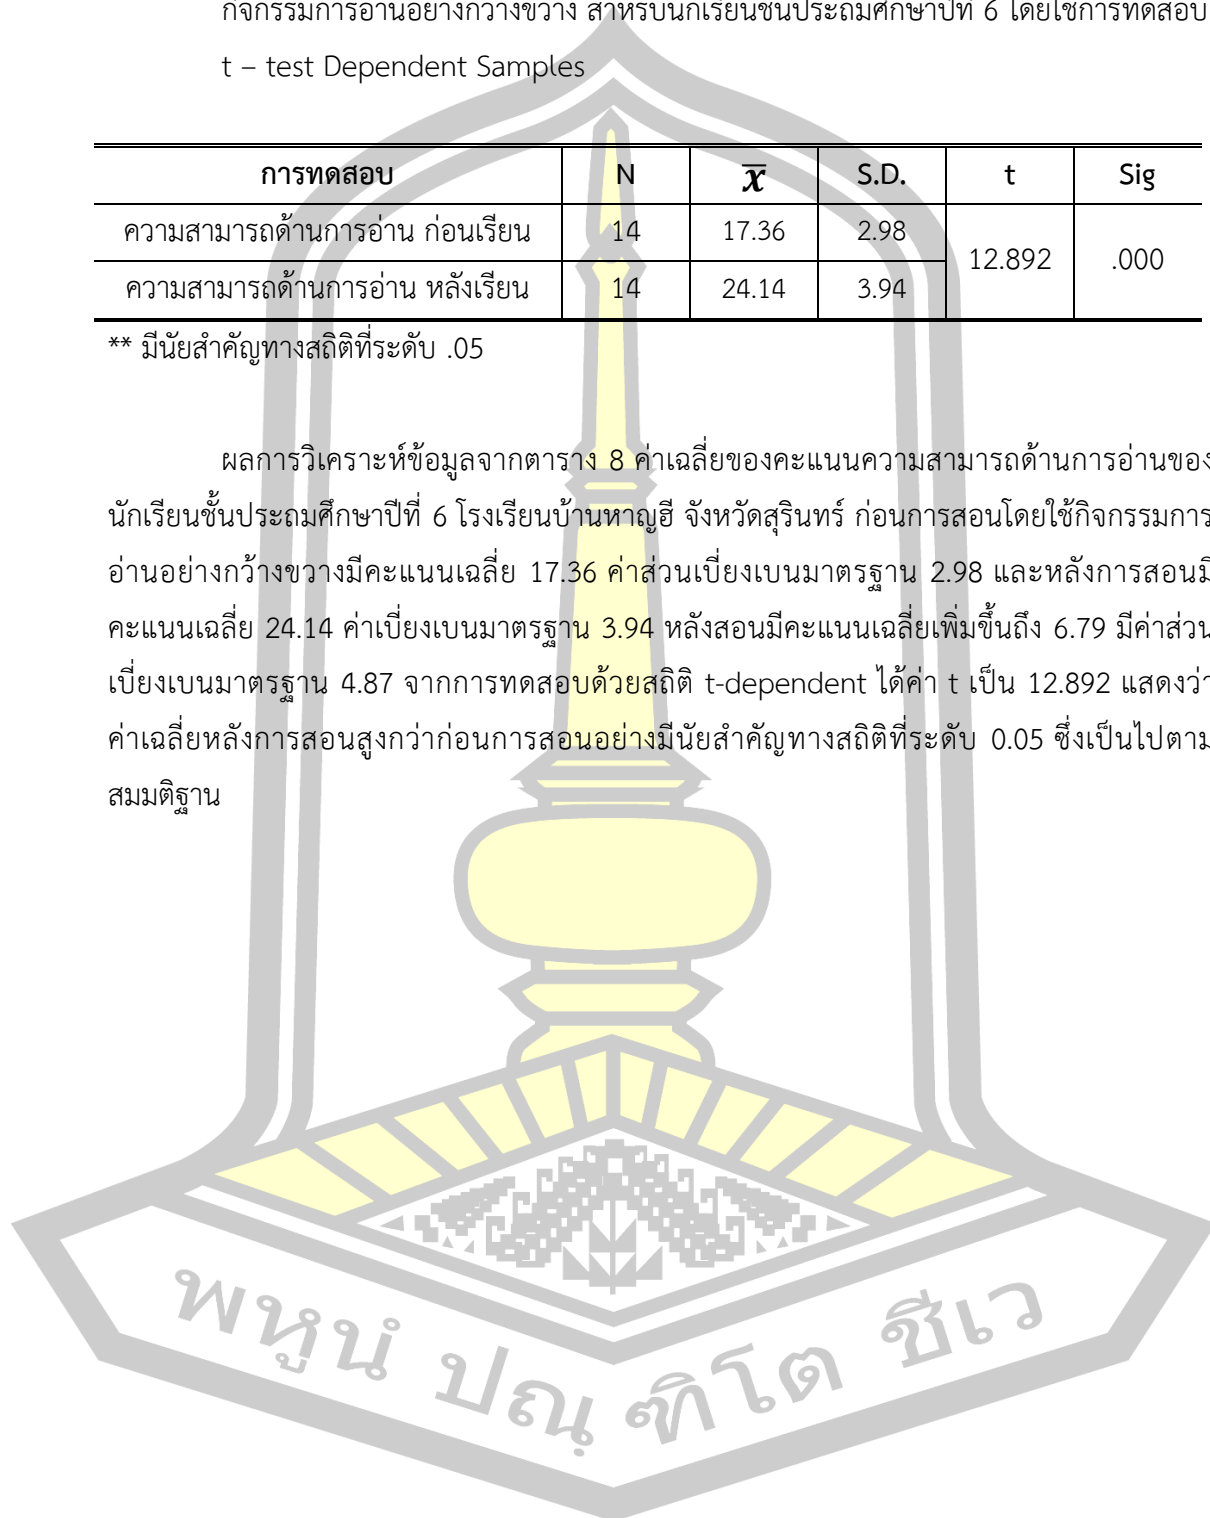 กิจกรรมการอ่านอย่างกว้างขวาง สำหรับนักเรียนชั้นประถมศึกษาปีที่ 6 โดยใช้การทดสอบ
t – test Dependent Samples
การทดสอบ N x̄ S.D. t Sig
ความสามารถด้านการอ่าน ก่อนเรียน 14 17.36 2.98 12.892 .000
ความสามารถด้านการอ่าน หลังเรียน 14 24.14 3.94
** มีนัยสำคัญทางสถิติที่ระดับ .05
ผลการวิเคราะห์ข้อมูลจากตาราง 8 ค่าเฉลี่ยของคะแนนความสามารถด้านการอ่านของ
นักเรียนชั้นประถมศึกษาปีที่ 6 โรงเรียนบ้านหาญฮี จังหวัดสุรินทร์ ก่อนการสอนโดยใช้กิจกรรมการ
อ่านอย่างกว้างขวางมีคะแนนเฉลี่ย 17.36 ค่าส่วนเบี่ยงเบนมาตรฐาน 2.98 และหลังการสอนมี
คะแนนเฉลี่ย 24.14 ค่าเบี่ยงเบนมาตรฐาน 3.94 หลังสอนมีคะแนนเฉลี่ยเพิ่มขึ้นถึง 6.79 มีค่าส่วน
เบี่ยงเบนมาตรฐาน 4.87 จากการทดสอบด้วยสถิติ t-dependent ได้ค่า t เป็น 12.892 แสดงว่า
ค่าเฉลี่ยหลังการสอนสูงกว่าก่อนการสอนอย่างมีนัยสำคัญทางสถิติที่ระดับ 0.05 ซึ่งเป็นไปตาม
สมมติฐาน
พหูนํ ปณฺฑิโต ชีเว